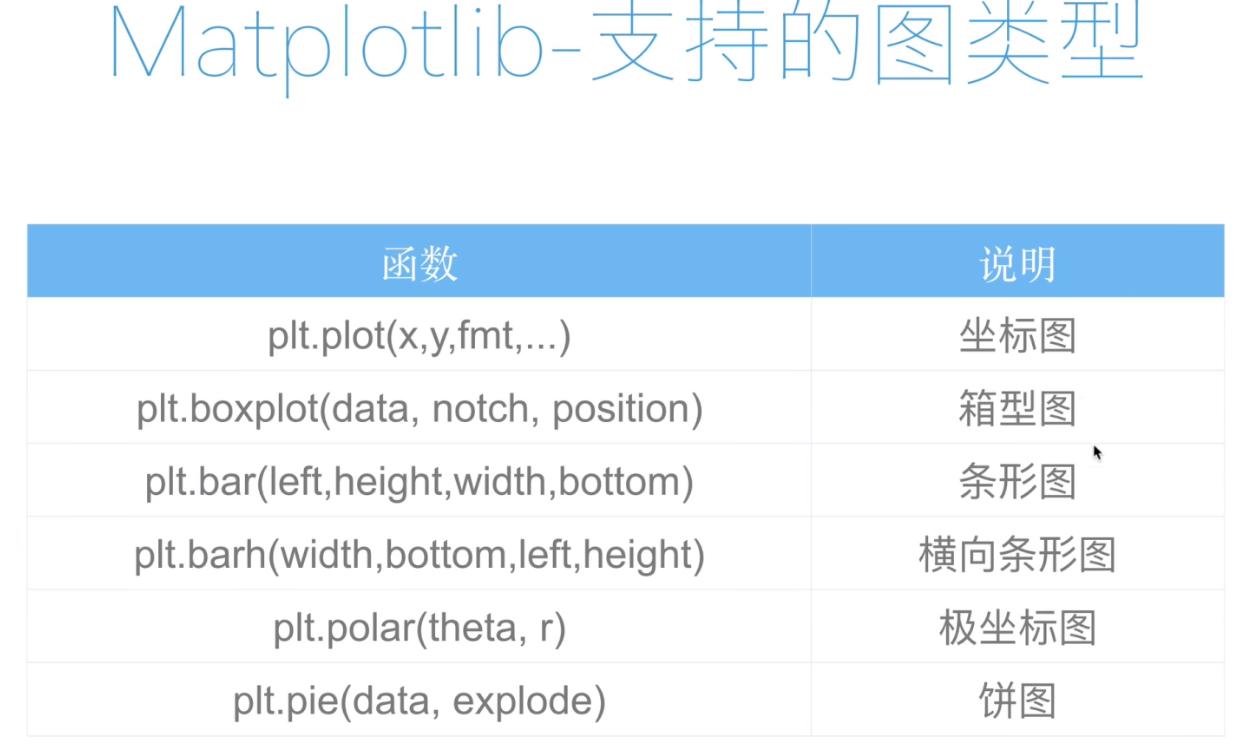 Matplotlib-支持的图类型
函数 说明
plt.plot(x,y,fmt,...) 坐标图
plt.boxplot(data, notch, position) 箱型图
plt.bar(left,height,width,bottom) 条形图
plt.barh(width,bottom,left,height) 横向条形图
plt.polar(theta, r) 极坐标图
plt.pie(data, explode) 饼图